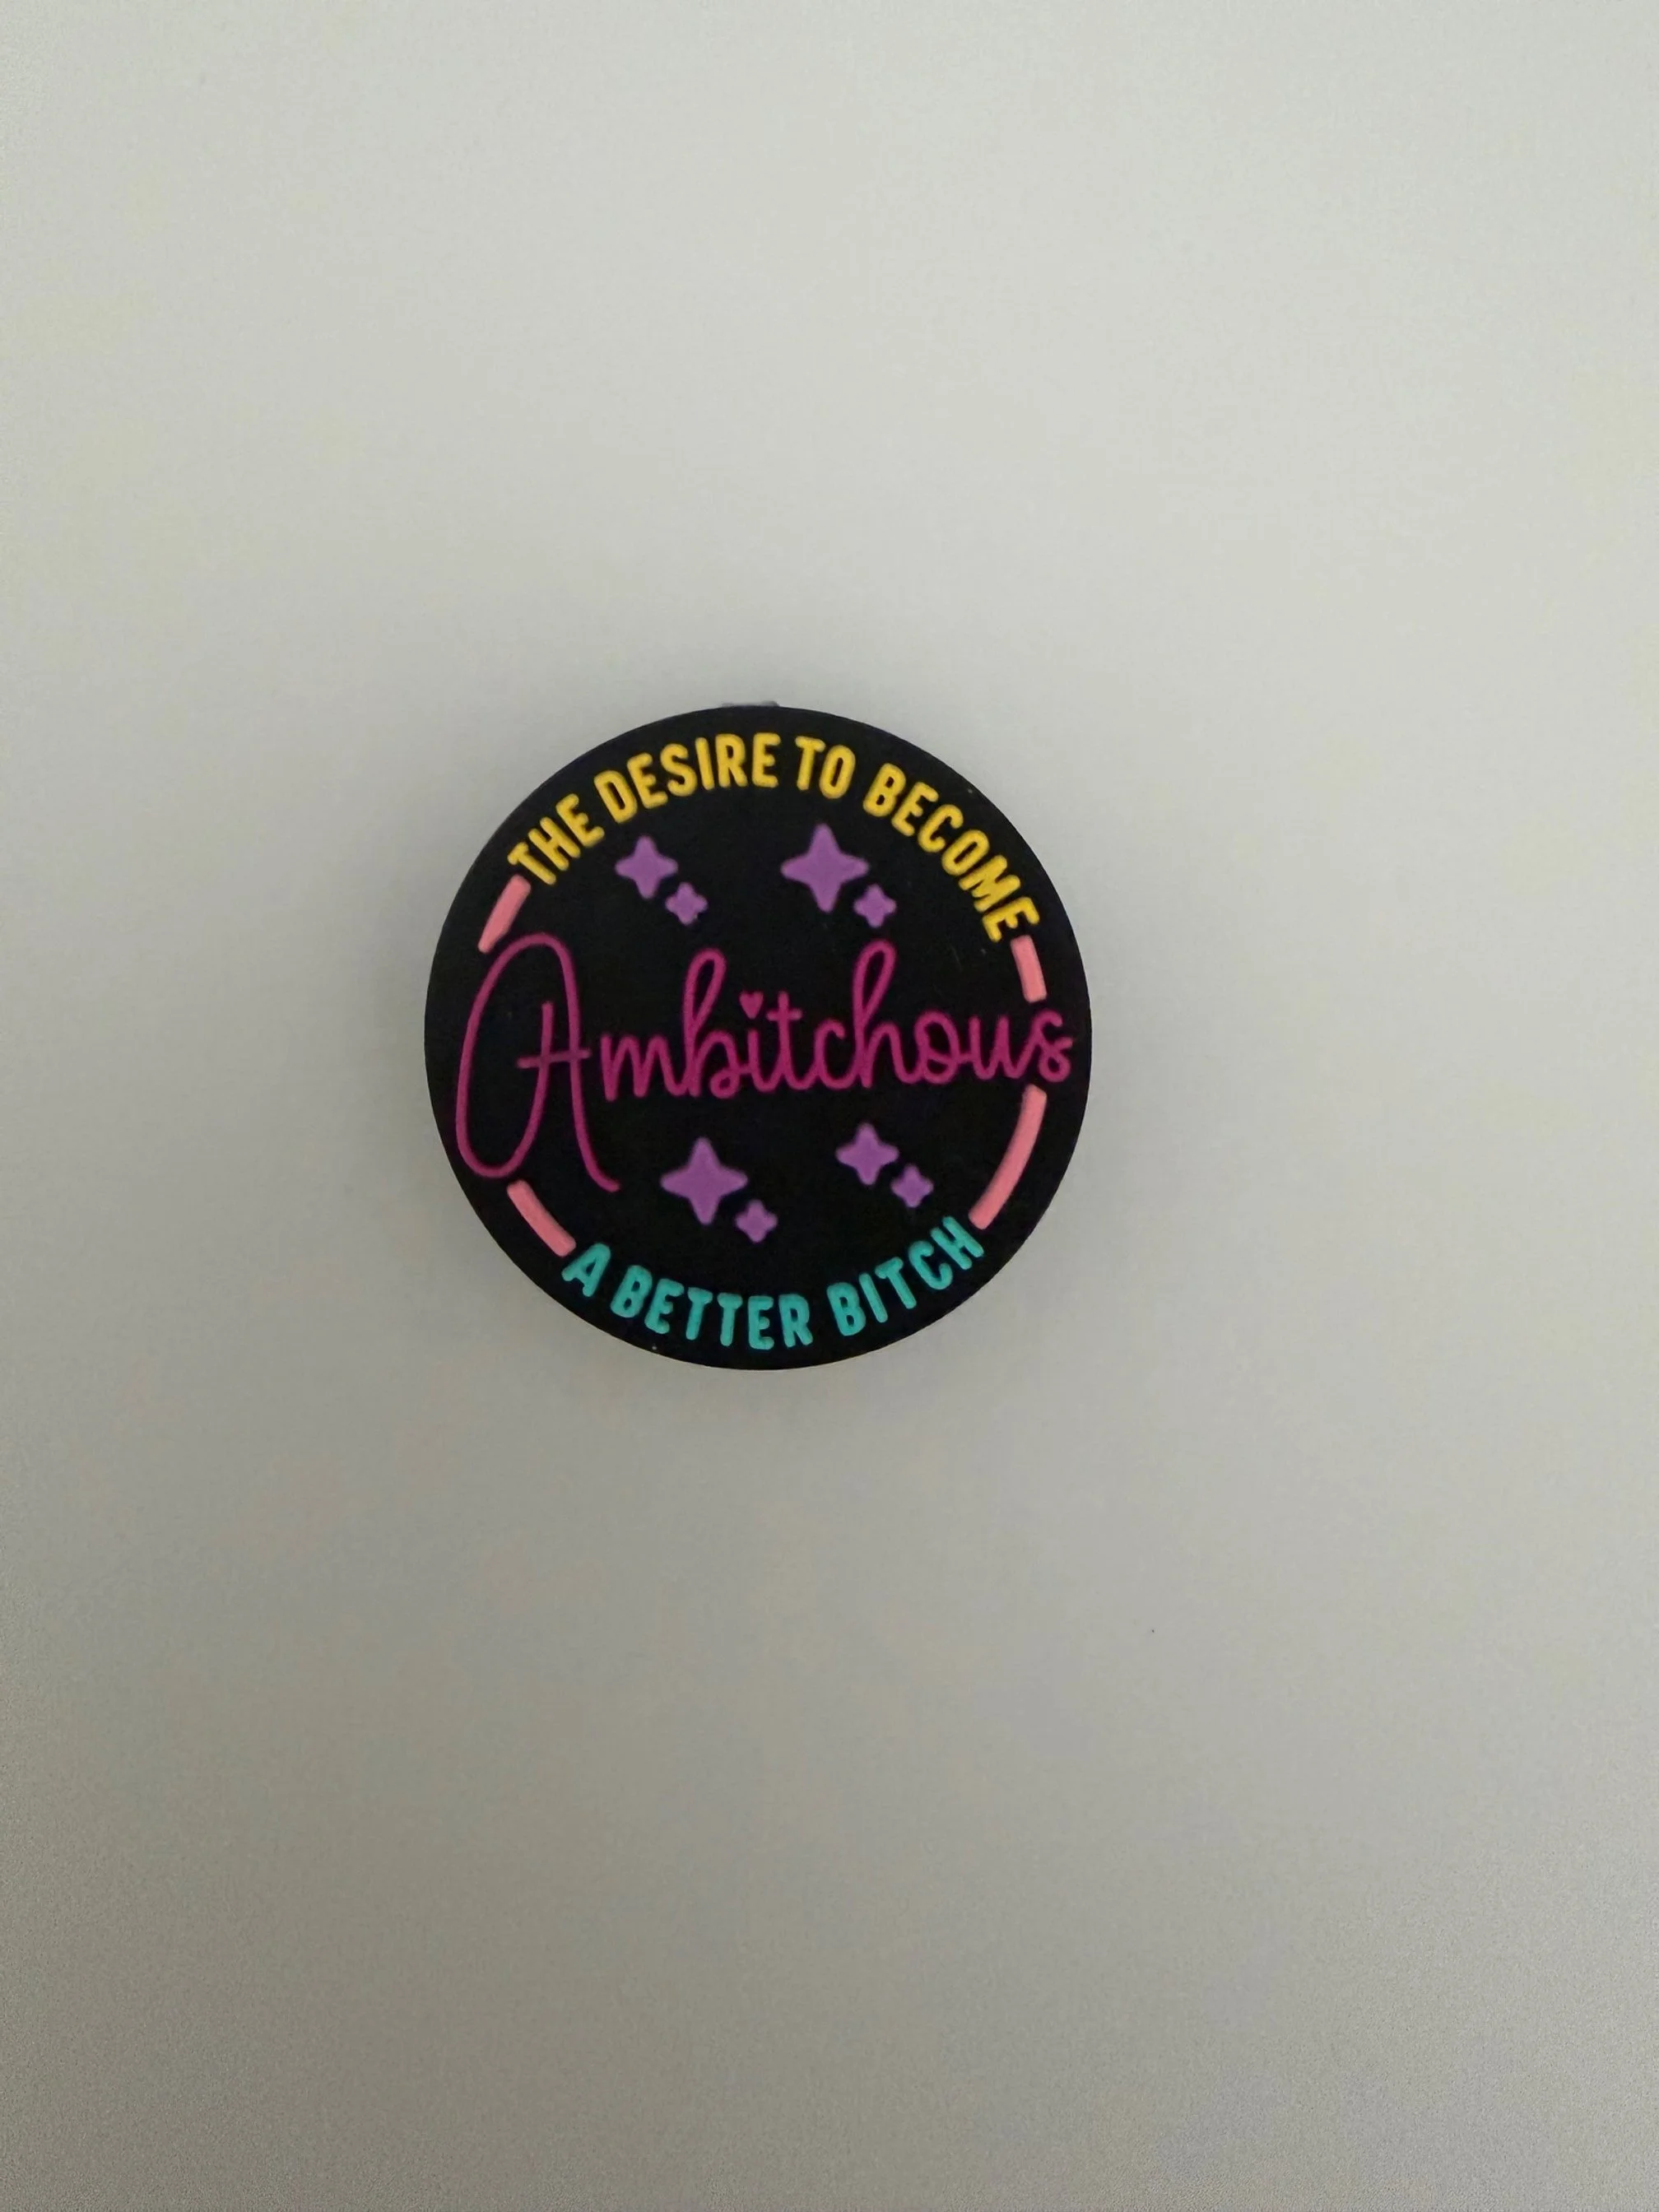 THE DESIRE TO BECOME
Ambitchous
A BETTER BITCH